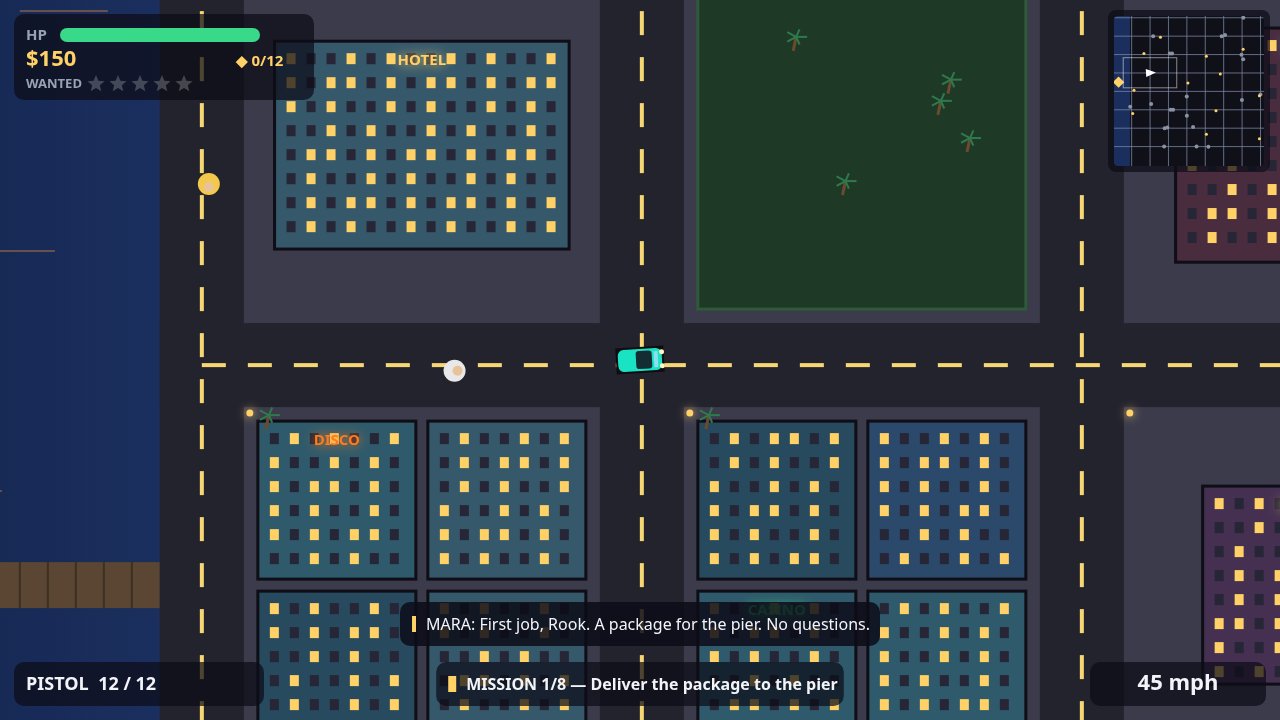 HP
$150
◆ 0/12
WANTED
HOTEL
DISCO
CASINO
MARA: First job, Rook. A package for the pier. No questions.
PISTOL 12 / 12
MISSION 1/8 — Deliver the package to the pier
45 mph